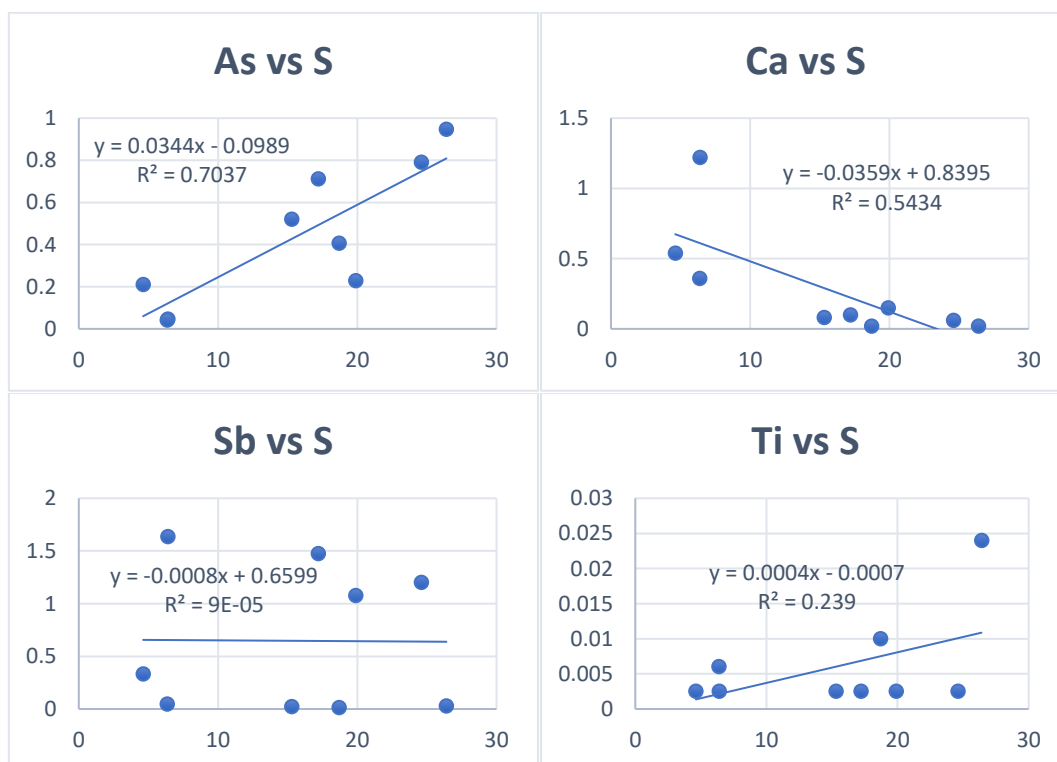 As vs S
1
0.8
0.6
0.4
0.2
0
y = 0.0344x - 0.0989
R² = 0.7037
0 10 20 30
Ca vs S
1.5
1
0.5
0
y = -0.0359x + 0.8395
R² = 0.5434
0 10 20 30
Sb vs S
2
1.5
1
0.5
0
y = -0.0008x + 0.6599
R² = 9E-05
0 10 20 30
Ti vs S
0.03
0.025
0.02
0.015
0.01
0.005
0
y = 0.0004x - 0.0007
R² = 0.239
0 10 20 30